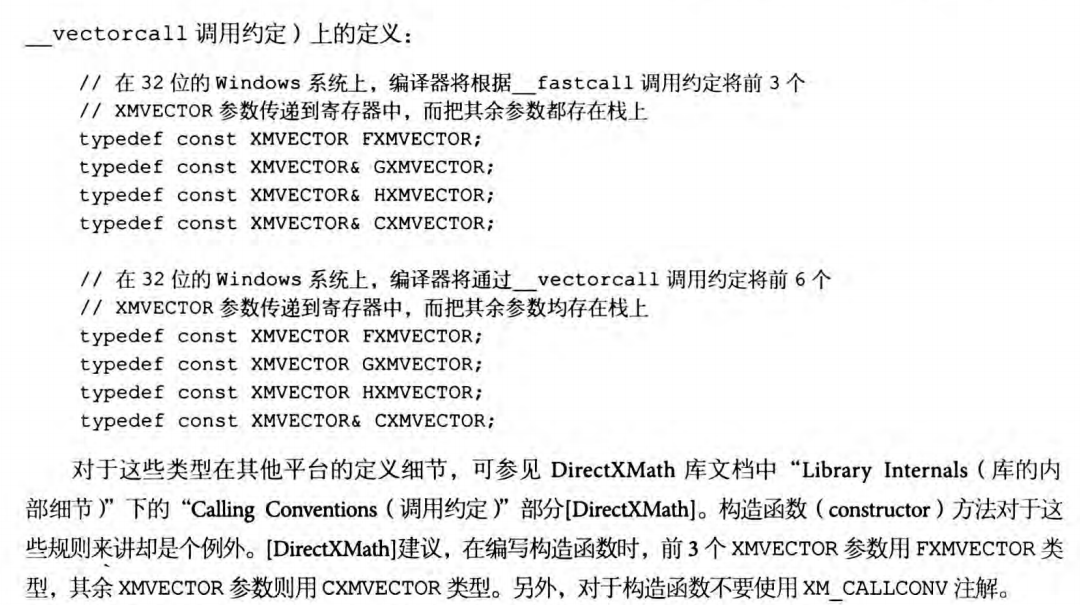 __vectorcall 调用约定）上的定义：
// 在 32 位的 Windows 系统上，编译器将根据__fastcall 调用约定将前 3 个
// XMVECTOR 参数传递到寄存器中，而把其余参数都存在栈上
typedef const XMVECTOR FXMVECTOR;
typedef const XMVECTOR& GXMVECTOR;
typedef const XMVECTOR& HXMVECTOR;
typedef const XMVECTOR& CXMVECTOR;
// 在 32 位的 Windows 系统上，编译器将通过__vectorcall 调用约定将前 6 个
// XMVECTOR 参数传递到寄存器中，而把其余参数均存在栈上
typedef const XMVECTOR FXMVECTOR;
typedef const XMVECTOR GXMVECTOR;
typedef const XMVECTOR HXMVECTOR;
typedef const XMVECTOR& CXMVECTOR;
对于这些类型在其他平台的定义细节，可参见 DirectXMath 库文档中“Library Internals（库的内
部细节）”下的“Calling Conventions（调用约定）”部分[DirectXMath]。构造函数（constructor）方法对于这
些规则来讲却是个例外。[DirectXMath]建议，在编写构造函数时，前 3 个 XMVECTOR 参数用 FXMVECTOR 类
型，其余 XMVECTOR 参数则用 CXMVECTOR 类型。另外，对于构造函数不要使用 XM_CALLCONV 注解。